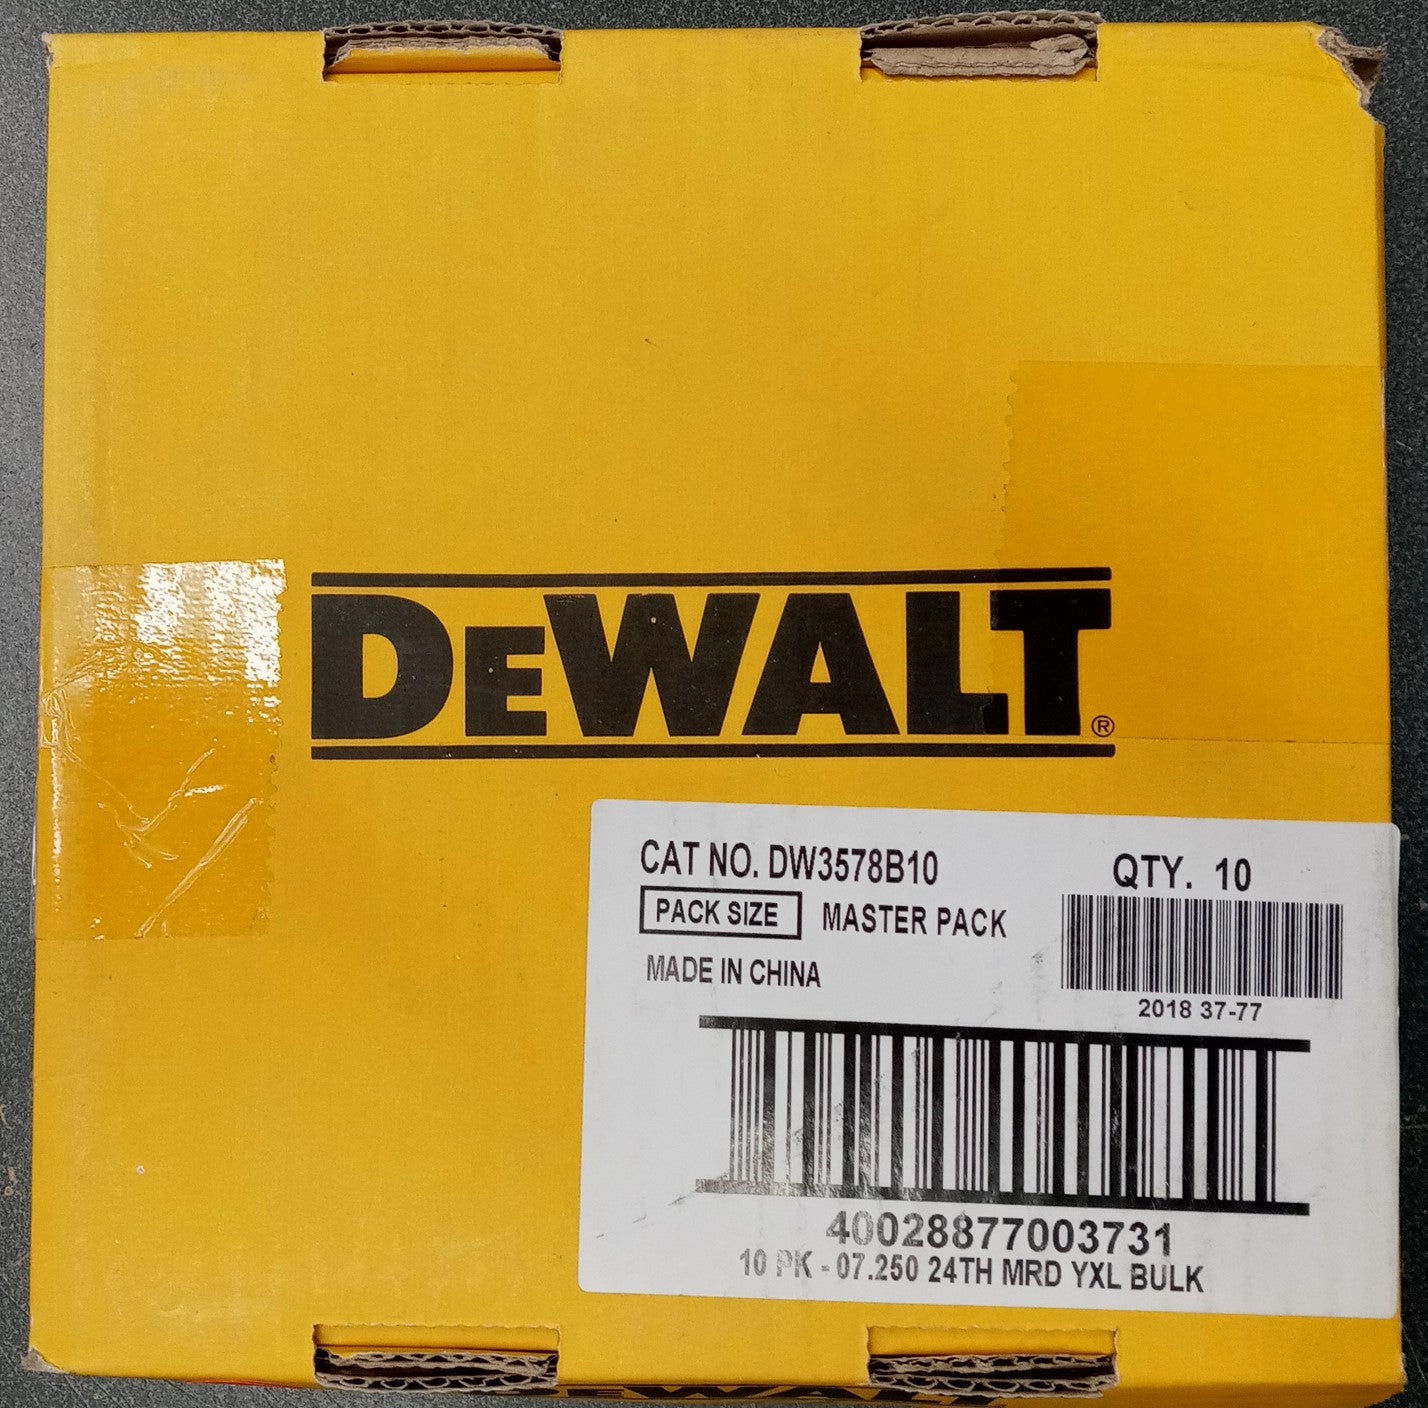 DEWALT®
CAT NO. DW3578B10
QTY. 10
PACK SIZE MASTER PACK
MADE IN CHINA
2018 37-77
40028877003731
10 PK - 07.250 24TH MRD YXL BULK
DEWALT